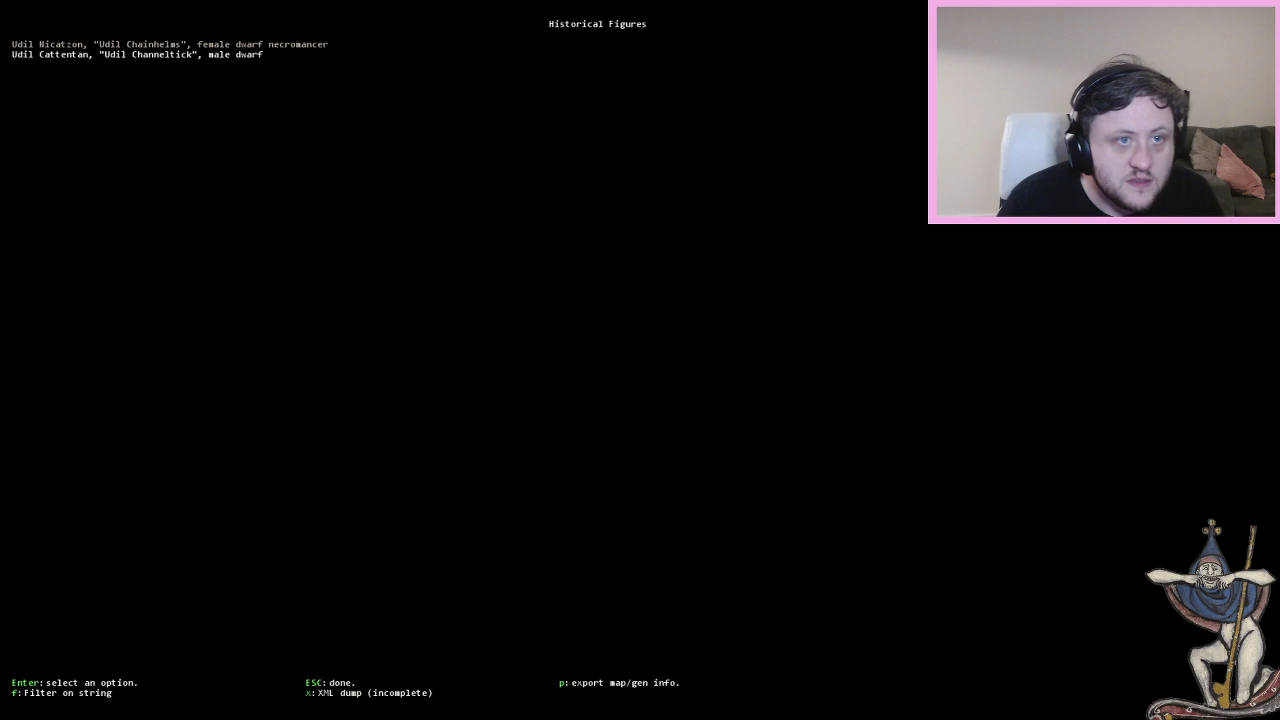 Historical Figures
Udil Nicatzon, "Udil Chainhelms", female dwarf necromancer
Udil Cattentan, "Udil Channeltick", male dwarf
Enter: select an option.
ESC: done.
p: export map/gen info.
f: Filter on string
x: XML dump (incomplete)